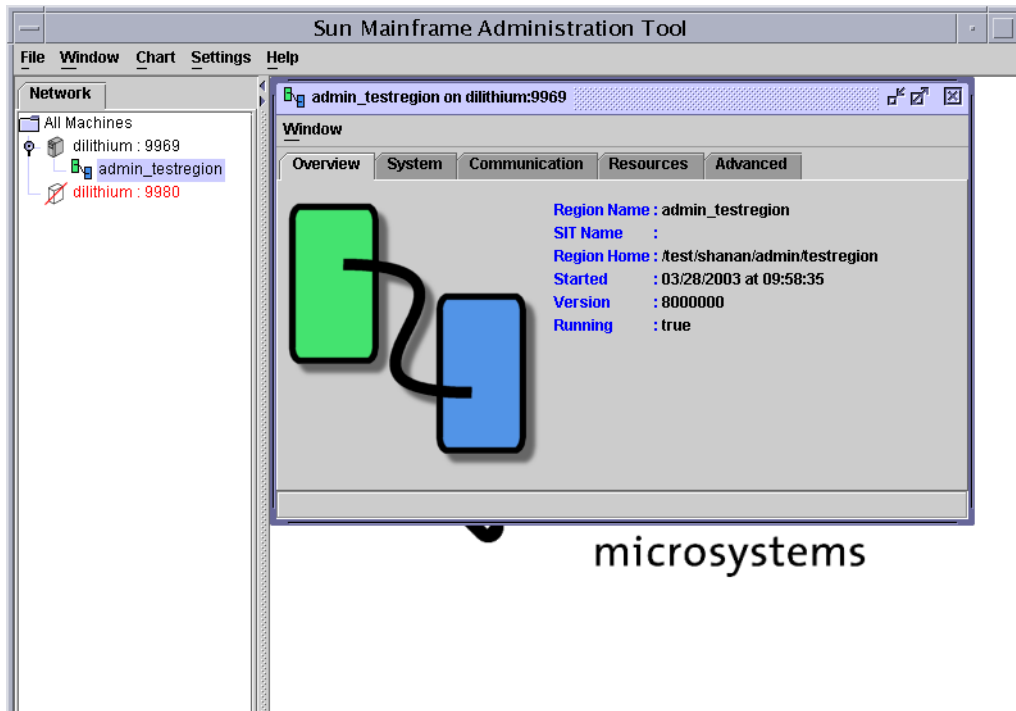 Sun Mainframe Administration Tool
File Window Chart Settings Help
Network
All Machines
dilithium : 9969
admin_testregion
dilithium : 9980
admin_testregion on dilithium:9969
Window
Overview System Communication Resources Advanced
Region Name : admin_testregion
SIT Name :
Region Home : /test/shanan/admin/testregion
Started : 03/28/2003 at 09:58:35
Version : 8000000
Running : true
microsystems